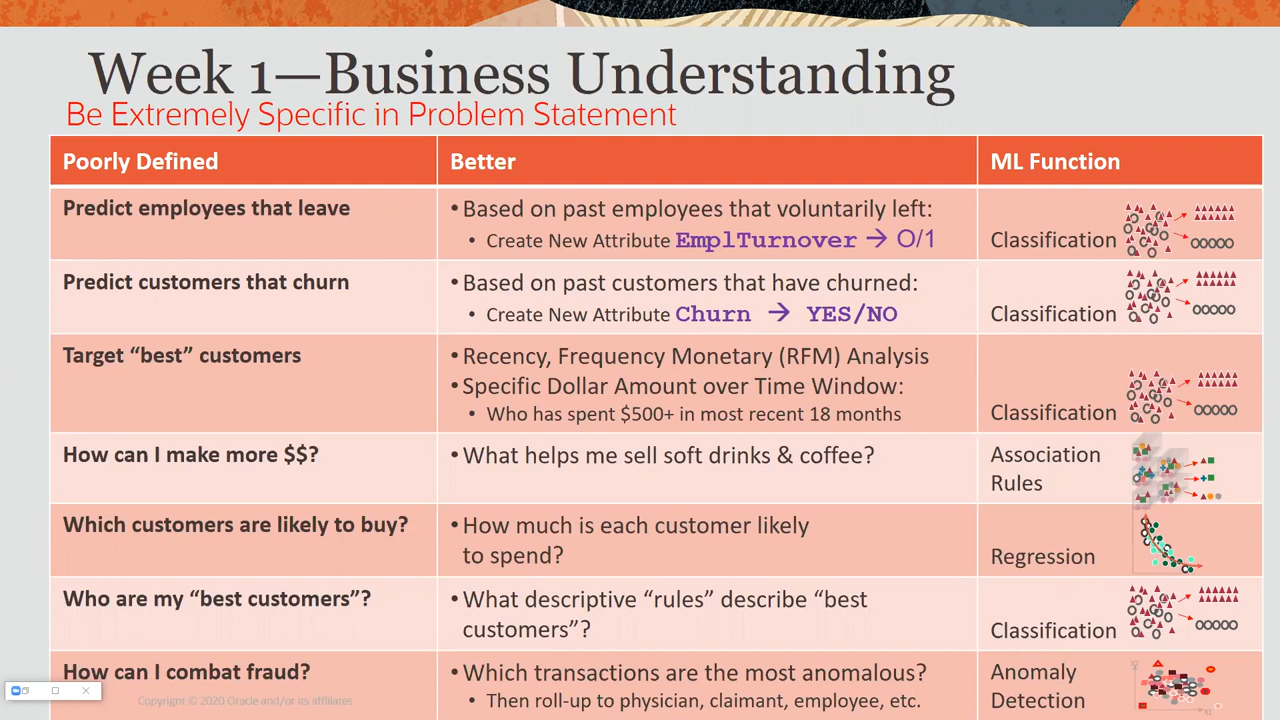 Week 1—Business Understanding
Be Extremely Specific in Problem Statement
Poorly Defined
Better
ML Function
Predict employees that leave
•Based on past employees that voluntarily left:
• Create New Attribute EmplTurnover → O/1
Classification
Predict customers that churn
•Based on past customers that have churned:
• Create New Attribute Churn → YES/NO
Classification
Target “best” customers
•Recency, Frequency Monetary (RFM) Analysis
•Specific Dollar Amount over Time Window:
• Who has spent $500+ in most recent 18 months
Classification
How can I make more $$?
•What helps me sell soft drinks & coffee?
Association
Rules
Which customers are likely to buy?
•How much is each customer likely
to spend?
Regression
Who are my “best customers”?
•What descriptive “rules” describe “best
customers”?
Classification
How can I combat fraud?
•Which transactions are the most anomalous?
• Then roll-up to physician, claimant, employee, etc.
Anomaly
Detection
X2
X1
Copyright © 2020 Oracle and/or its affiliates.